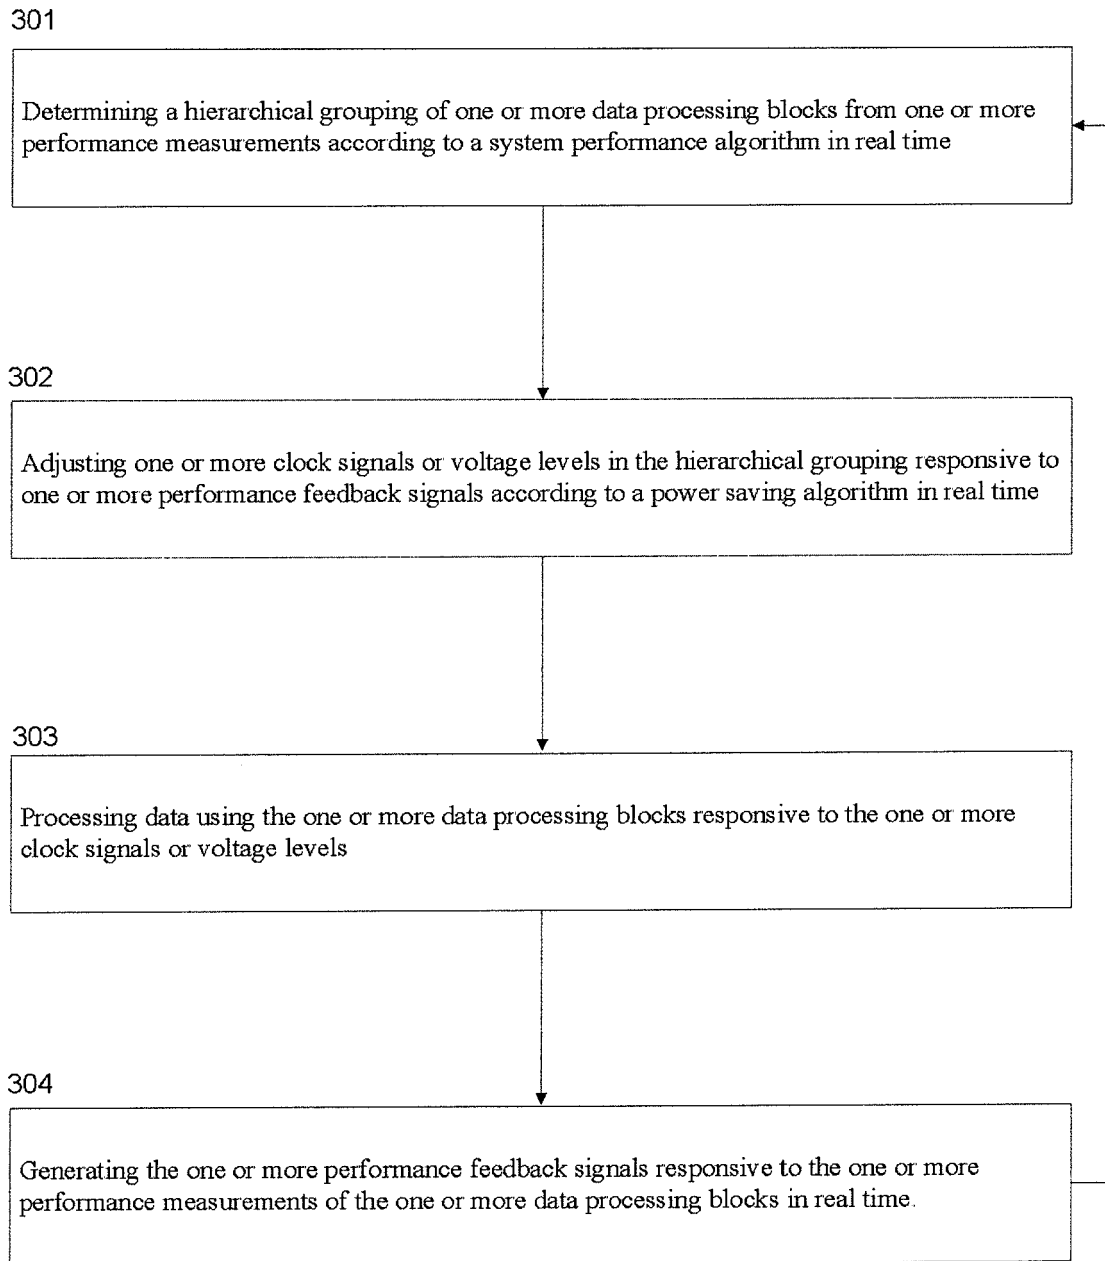 301
Determining a hierarchical grouping of one or more data processing blocks from one or more
performance measurements according to a system performance algorithm in real time
302
Adjusting one or more clock signals or voltage levels in the hierarchical grouping responsive to
one or more performance feedback signals according to a power saving algorithm in real time
303
Processing data using the one or more data processing blocks responsive to the one or more
clock signals or voltage levels
304
Generating the one or more performance feedback signals responsive to the one or more
performance measurements of the one or more data processing blocks in real time.